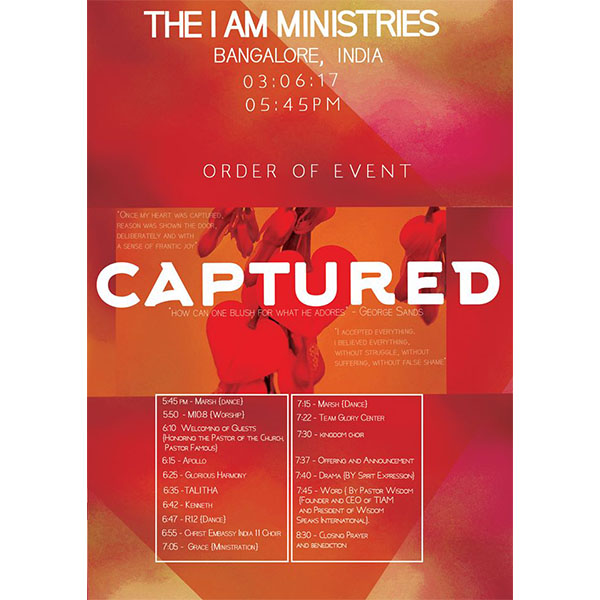 THE I AM MINISTRIES
BANGALORE, INDIA
03:06:17
05:45PM
ORDER OF EVENT
"ONCE MY HEART WAS CAPTURED,
REASON WAS SHOWN THE DOOR,
DELIBERATELY AND WITH
A SENSE OF FRANTIC JOY"
CAPTURED
"HOW CAN ONE BLUSH FOR WHAT HE ADORES" - GEORGE SANDS
"I ACCEPTED EVERYTHING,
I BELIEVED EVERYTHING,
WITHOUT STRUGGLE, WITHOUT
SUFFERING, WITHOUT FALSE SHAME"
5:45 PM - MARSH {DANCE}
5:50 - M10:8 {WORSHIP}
6:10 WELCOMING OF GUESTS
{HONORING THE PASTOR OF THE CHURCH,
PASTOR FAMOUS}
6:15 - APOLLO
6:25 - GLORIOUS HARMONY
6:35 - TALITHA
6:42 - KENNETH
6:47 - R12 {DANCE}
6:55 - CHRIST EMBASSY INDIA 11 CHOIR
7:05 - GRACE {MINISTRATION}
7:15 - MARSH {DANCE}
7:22 - TEAM GLORY CENTER
7:30 - KINGDOM CHOIR
7:37 - OFFERING AND ANNOUNCEMENT
7:40 - DRAMA {BY SPIRIT EXPRESSION}
7:45 - WORD { BY PASTOR WISDOM
{FOUNDER AND CEO OF TIAM
AND PRESIDENT OF WISDOM
SPEAKS INTERNATIONAL}.
8:30 - CLOSING PRAYER
AND BENEDICTION